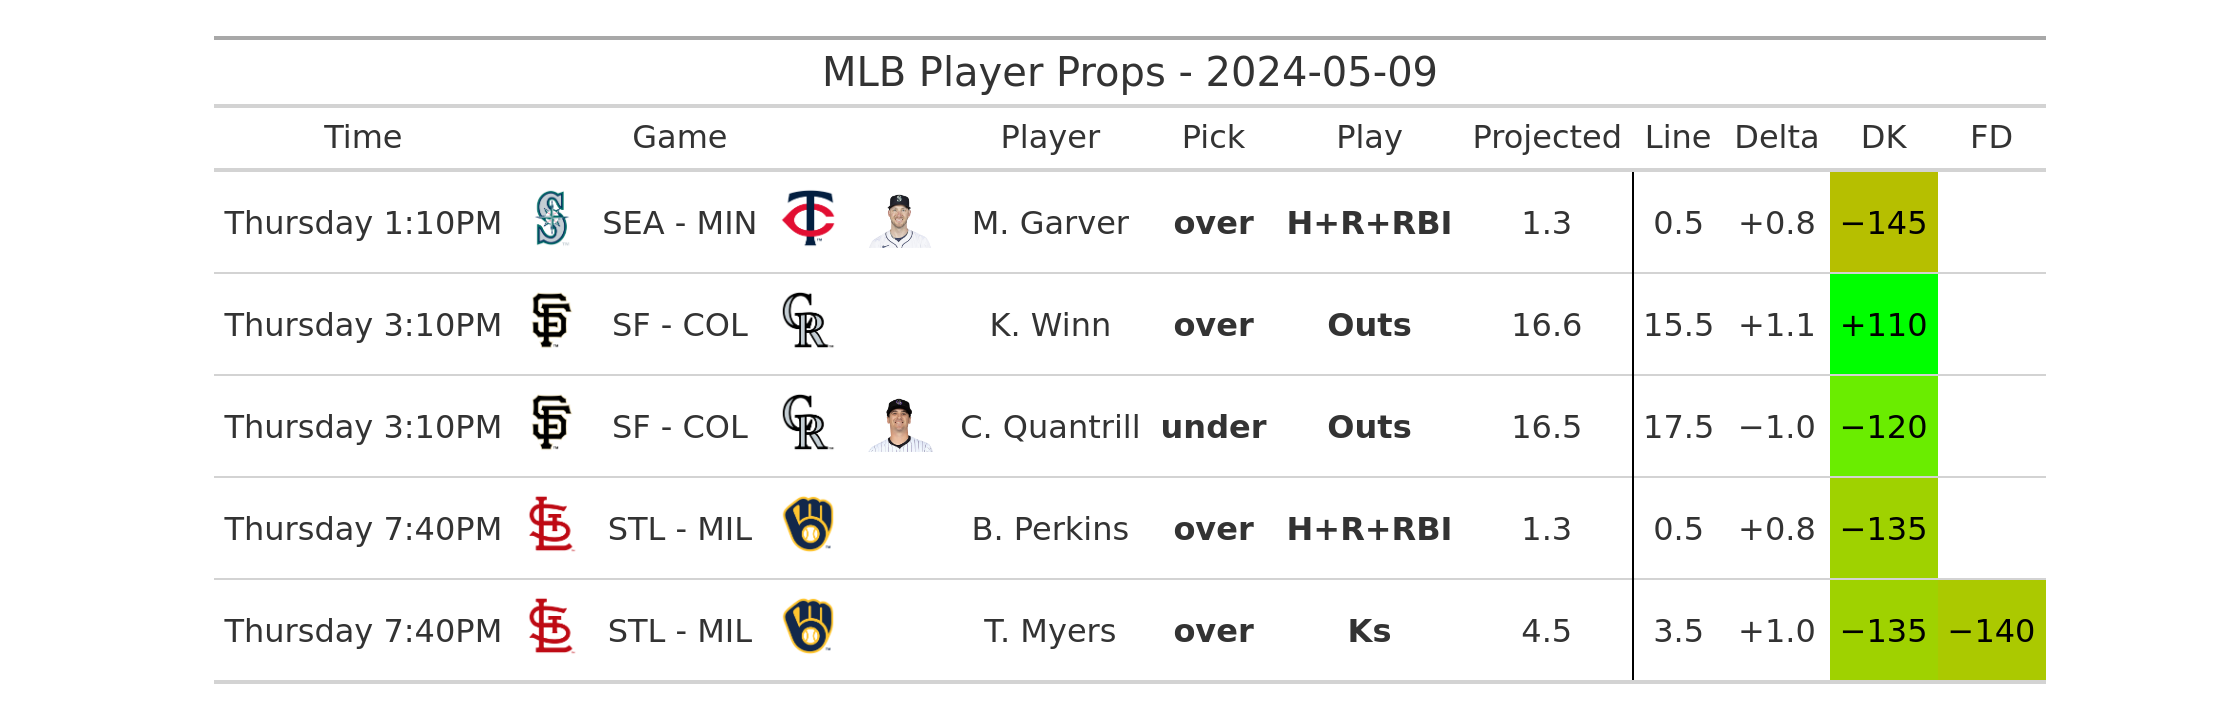 MLB Player Props - 2024-05-09
Time Game Player Pick Play Projected Line Delta DK FD
Thursday 1:10PM SEA - MIN M. Garver over H+R+RBI 1.3 0.5 +0.8 −145
Thursday 3:10PM SF - COL K. Winn over Outs 16.6 15.5 +1.1 +110
Thursday 3:10PM SF - COL C. Quantrill under Outs 16.5 17.5 −1.0 −120
Thursday 7:40PM STL - MIL B. Perkins over H+R+RBI 1.3 0.5 +0.8 −135
Thursday 7:40PM STL - MIL T. Myers over Ks 4.5 3.5 +1.0 −135 −140